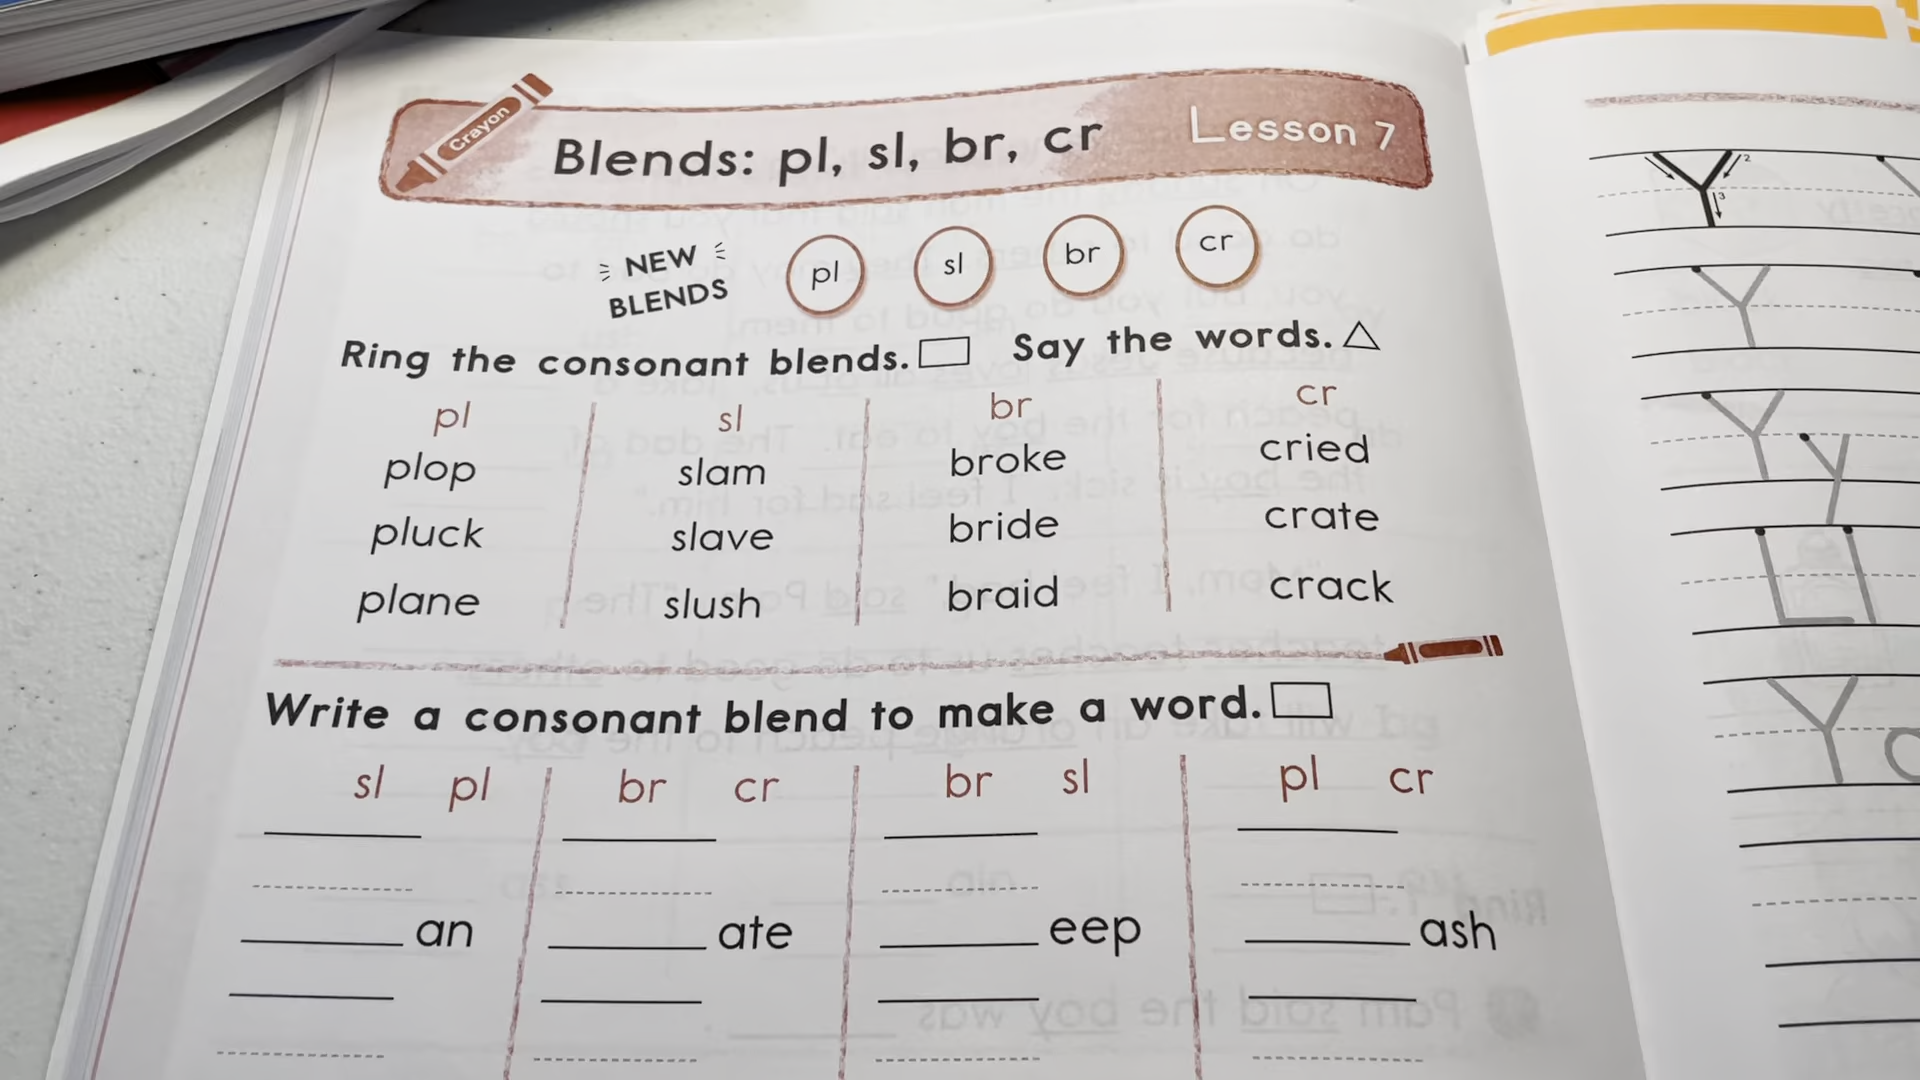 Crayon
Blends: pl, sl, br, cr
Lesson 7
NEW
BLENDS
pl
sl
br
cr
Ring the consonant blends. Say the words.
pl sl br cr
plop slam broke cried
pluck slave bride crate
plane slush braid crack
Write a consonant blend to make a word.
sl pl br cr br sl pl cr
an ate eep ash
Y
Y
Y y
Yo